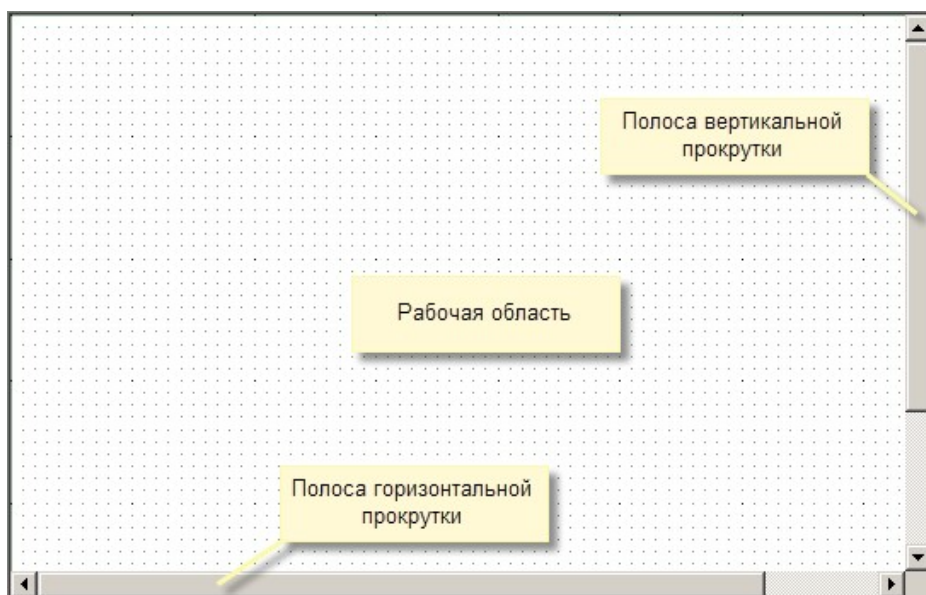 Полоса вертикальной
прокрутки
Рабочая область
Полоса горизонтальной
прокрутки